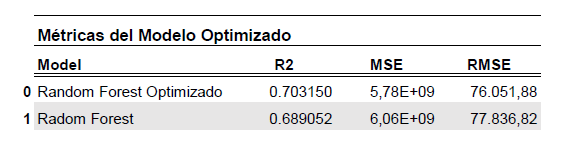 Métricas del Modelo Optimizado
Model R2 MSE RMSE
0 Random Forest Optimizado 0.703150 5,78E+09 76.051,88
1 Radom Forest 0.689052 6,06E+09 77.836,82